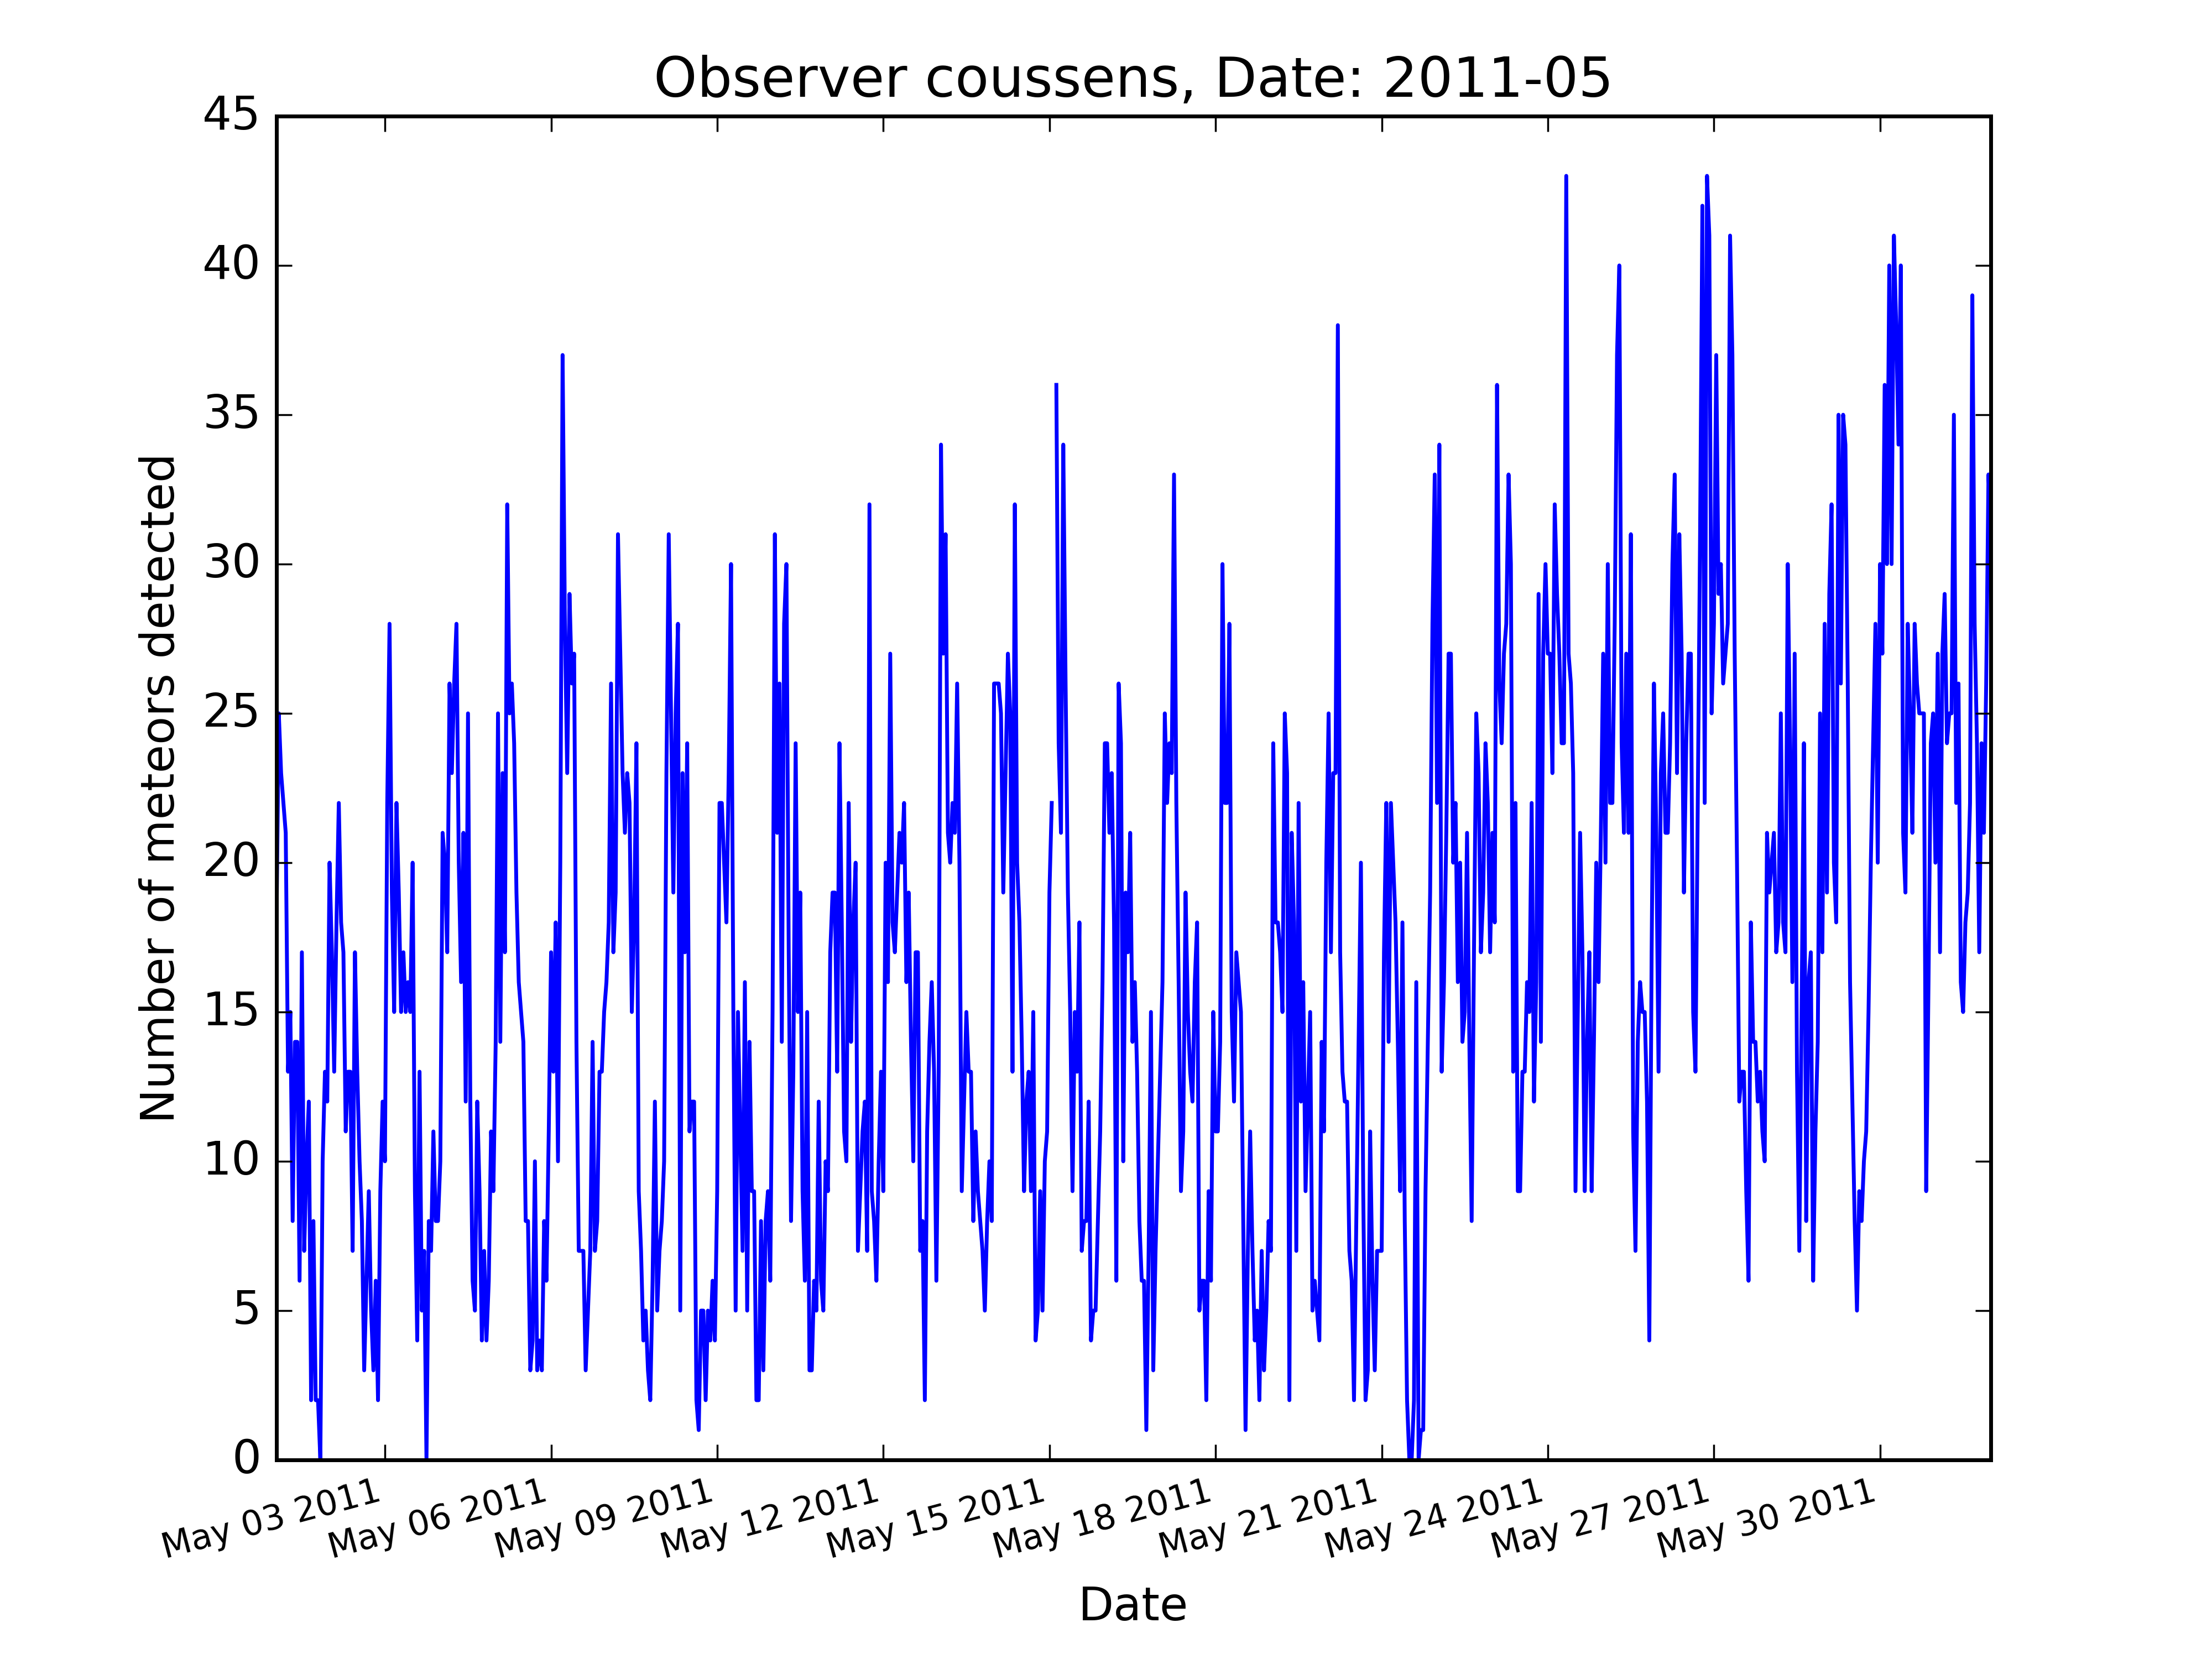 Observer coussens, Date: 2011-05
45
40
35
30
25
20
15
10
5
0
Number of meteors detected
May 03 2011
May 06 2011
May 09 2011
May 12 2011
May 15 2011
May 18 2011
May 21 2011
May 24 2011
May 27 2011
May 30 2011
Date